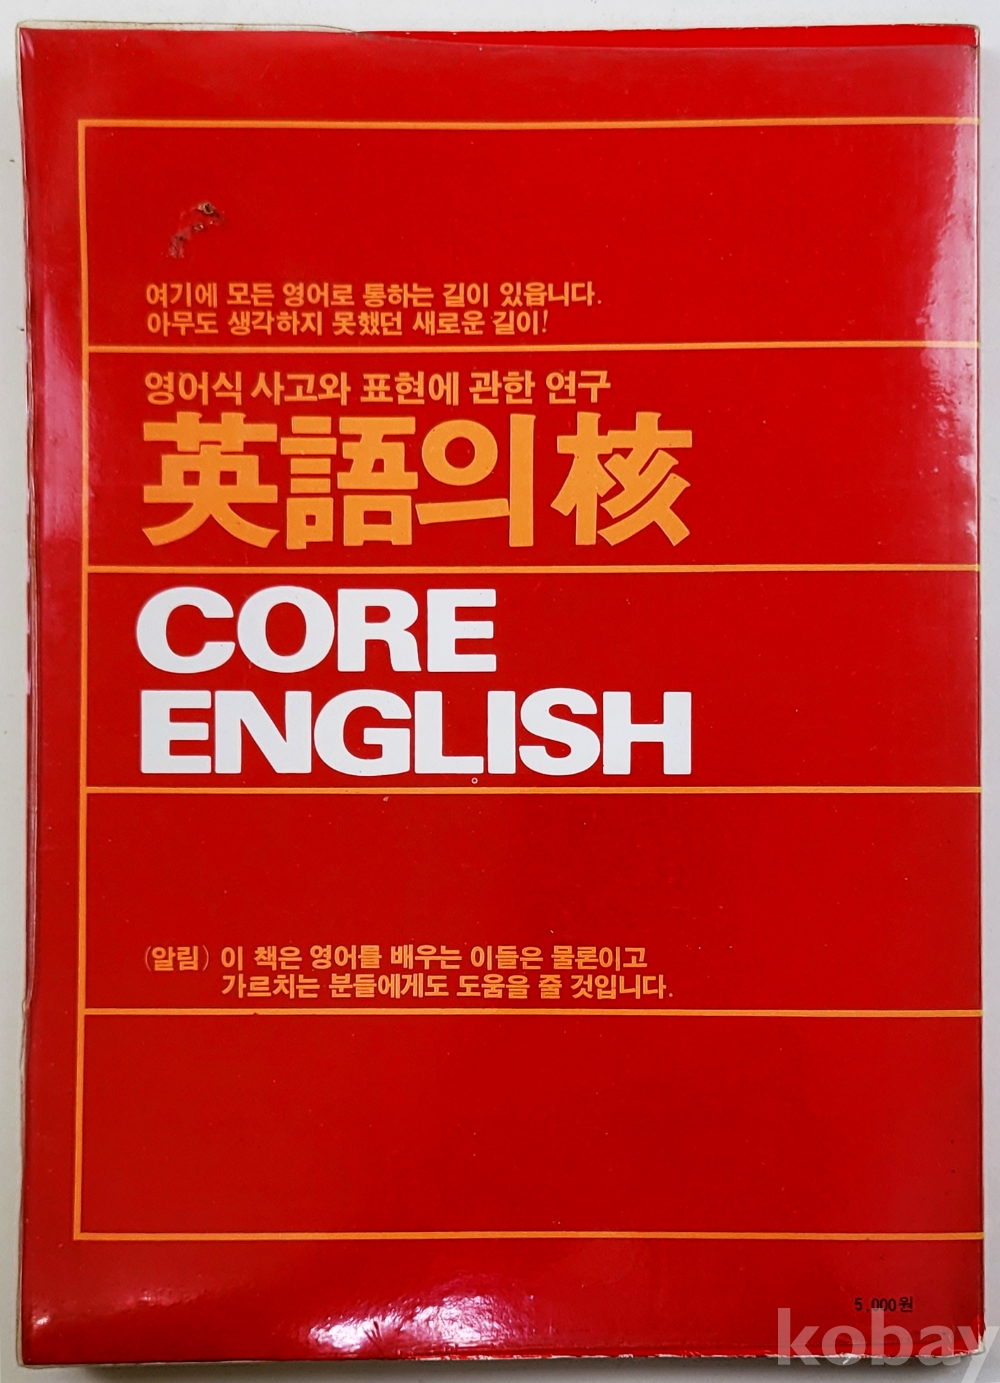 여기에 모든 영어로 통하는 길이 있읍니다.
아무도 생각하지 못했던 새로운 길이!
영어식 사고와 표현에 관한 연구
英語의 核
CORE
ENGLISH
(알림) 이 책은 영어를 배우는 이들은 물론이고
가르치는 분들에게도 도움을 줄 것입니다.
5,000원
kobay